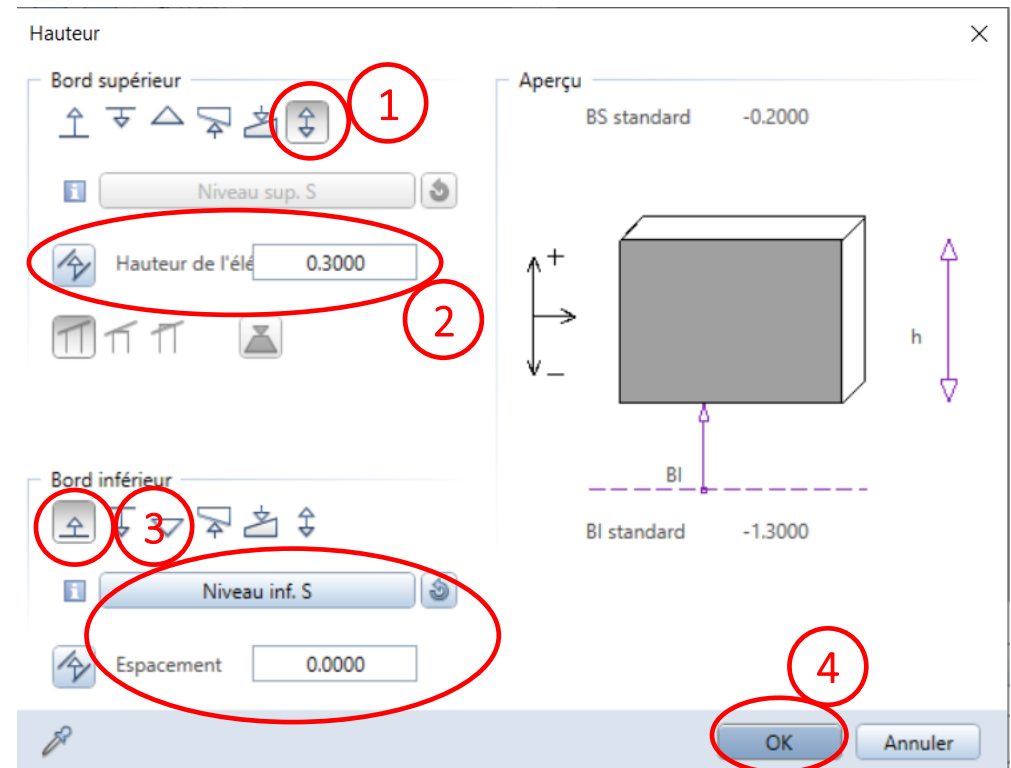 Hauteur
Bord supérieur
1
Niveau sup. S
Hauteur de l'élé 0.3000
2
Aperçu
BS standard -0.2000
+
−
h
BI
BI standard -1.3000
Bord inférieur
3
Niveau inf. S
Espacement 0.0000
4
OK
Annuler